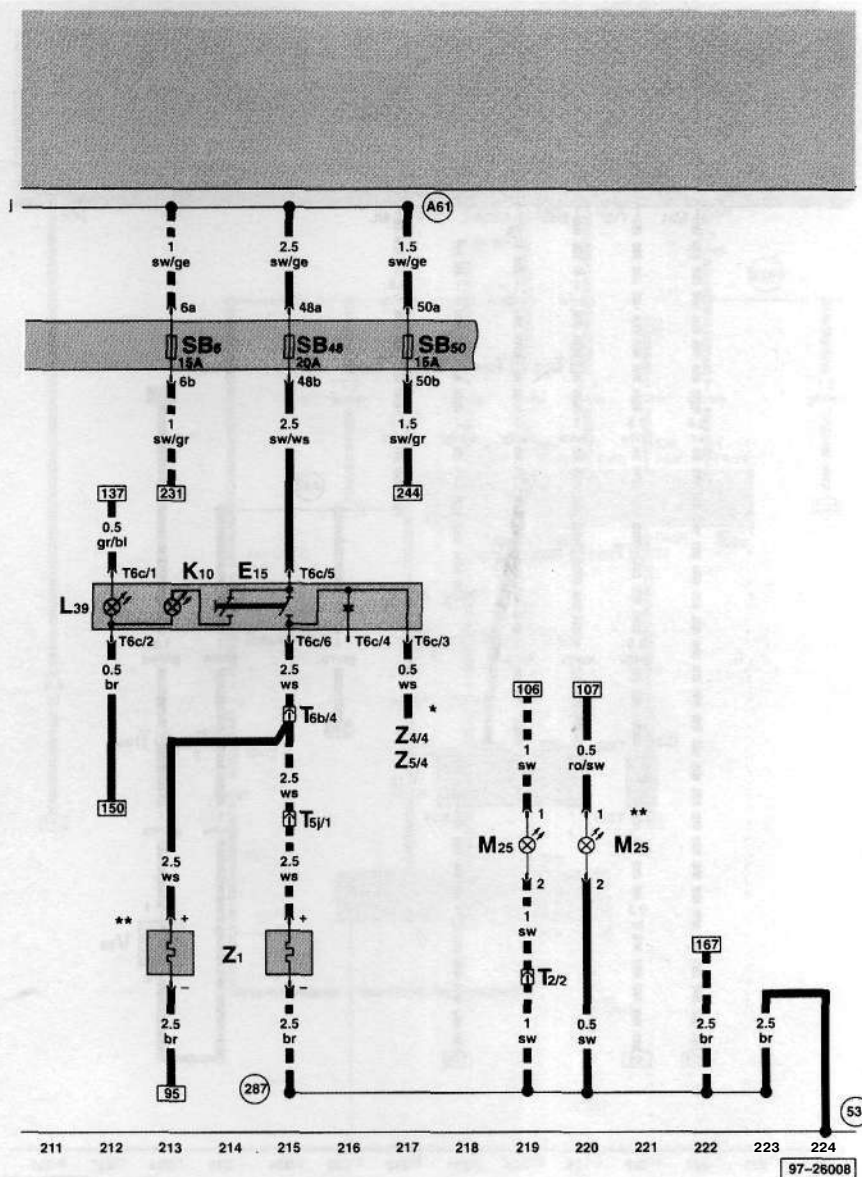 J
A61
1
sw/ge
2.5
sw/ge
1.5
sw/ge
6a
48a
50a
SB6
15A
SB48
20A
SB50
15A
6b
48b
50b
1
sw/gr
2.5
sw/ws
1.5
sw/gr
137
231
244
0.5
gr/bl
T6c/1
K10
E15
T6c/5
L39
T6c/2
T6c/6
T6c/4
T6c/3
0.5
br
2.5
ws
0.5
ws
*
T6b/4
Z4/4
Z5/4
106
107
1
sw
0.5
ro/sw
2.5
ws
150
T5j/1
1
1
**
M25
M25
2.5
ws
2.5
ws
2
2
**
+
+
1
sw
Z1
167
T2/2
−
−
2.5
br
2.5
br
1
sw
0.5
sw
2.5
br
2.5
br
95
287
53
211 212 213 214 215 216 217 218 219 220 221 222 223 224
97-26008